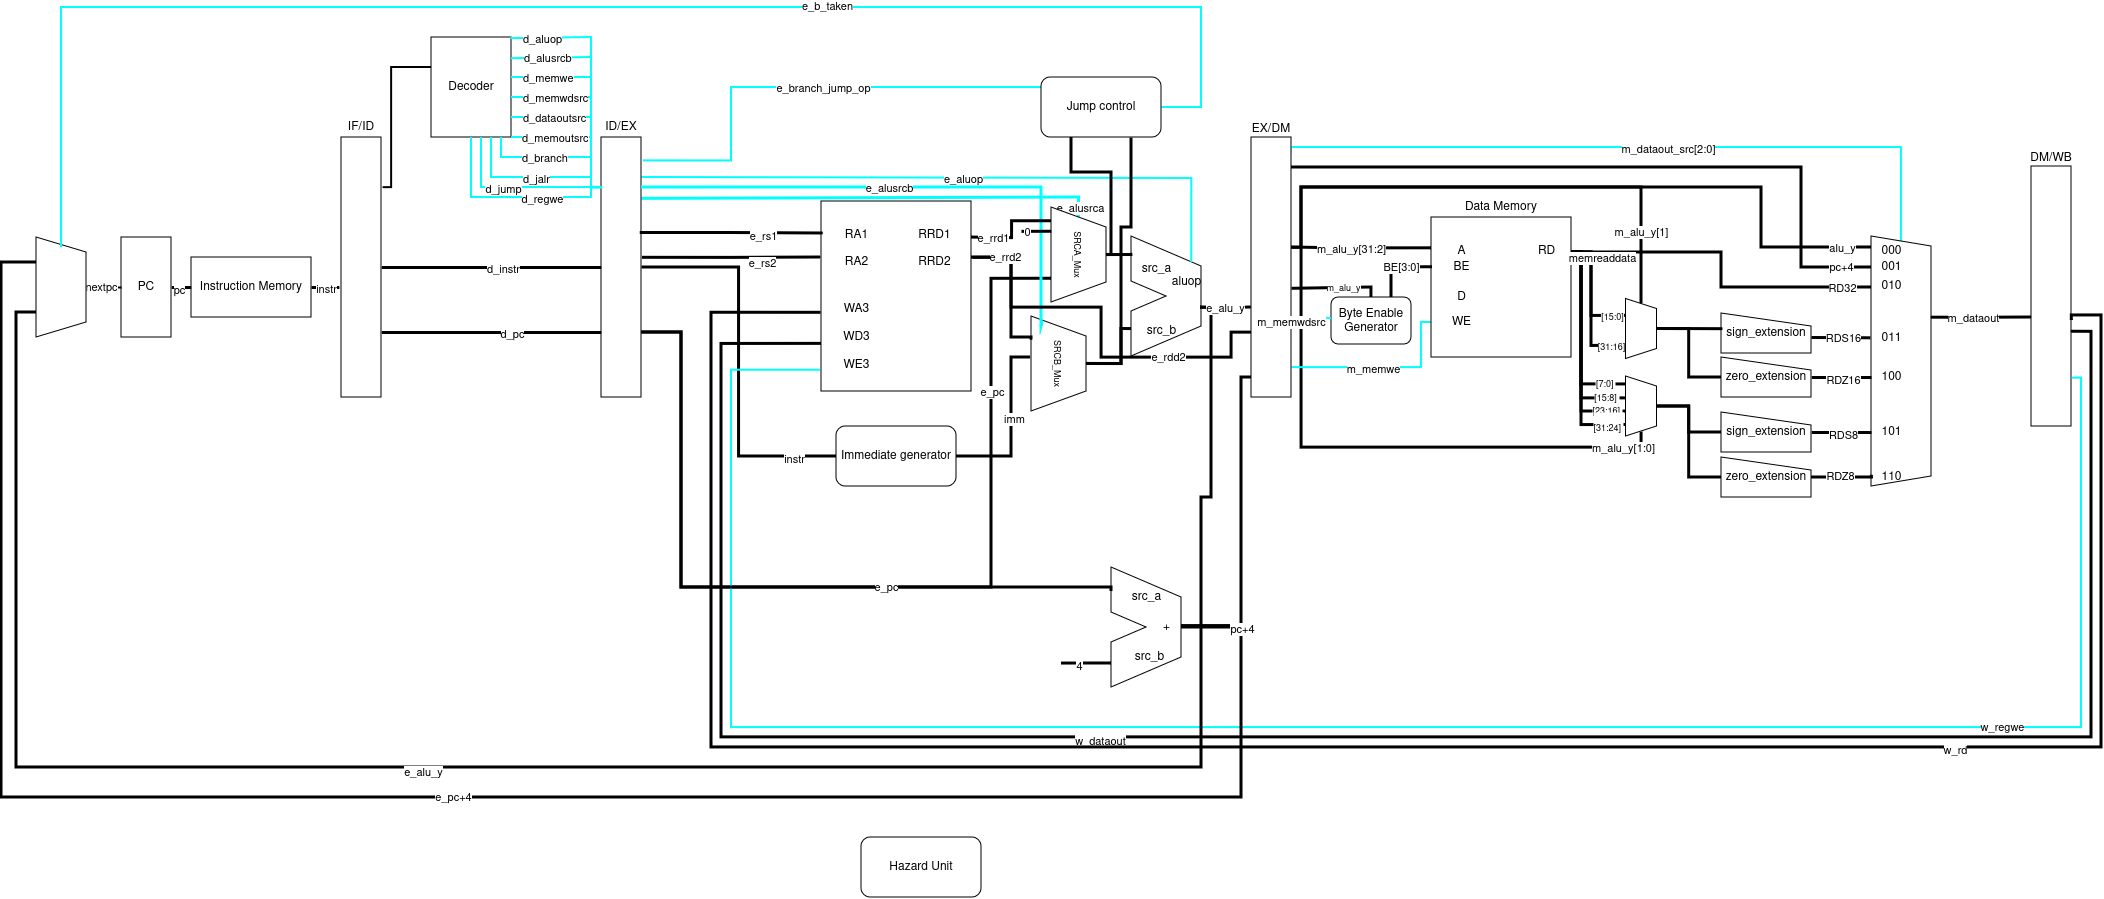 e_b_taken
d_aluop
d_alusrcb
d_memwe
d_memwdsrc
d_dataoutsrc
d_memoutsrc
d_branch
d_jalr
d_jump
d_regwe
Decoder
e_branch_jump_op
Jump control
IF/ID
ID/EX
EX/DM
DM/WB
m_dataout_src[2:0]
e_aluop
e_alusrcb
e_alusrca
Data Memory
RA1
RRD1
RA2
RRD2
WA3
WD3
WE3
e_rs1
e_rs2
e_rrd1
e_rrd2
0
SRCA_Mux
SRCB_Mux
src_a
aluop
src_b
e_alu_y
m_alu_y[31:2]
BE[3:0]
m_alu_y
A
BE
D
WE
RD
m_alu_y[1]
memreaddata
alu_y
000
pc+4
001
RD32
010
nextpc
PC
pc
Instruction Memory
instr
d_instr
d_pc
m_memwdsrc
Byte Enable
Generator
m_memwe
e_rdd2
[15:0]
[31:16]
sign_extension
RDS16
011
zero_extension
RDZ16
100
[7:0]
[15:8]
[23:16]
[31:24]
m_alu_y[1:0]
sign_extension
RDS8
101
zero_extension
RDZ8
110
m_dataout
e_pc
imm
instr
Immediate generator
e_pc
src_a
+
src_b
4
pc+4
w_regwe
w_dataout
w_rd
e_alu_y
e_pc+4
Hazard Unit